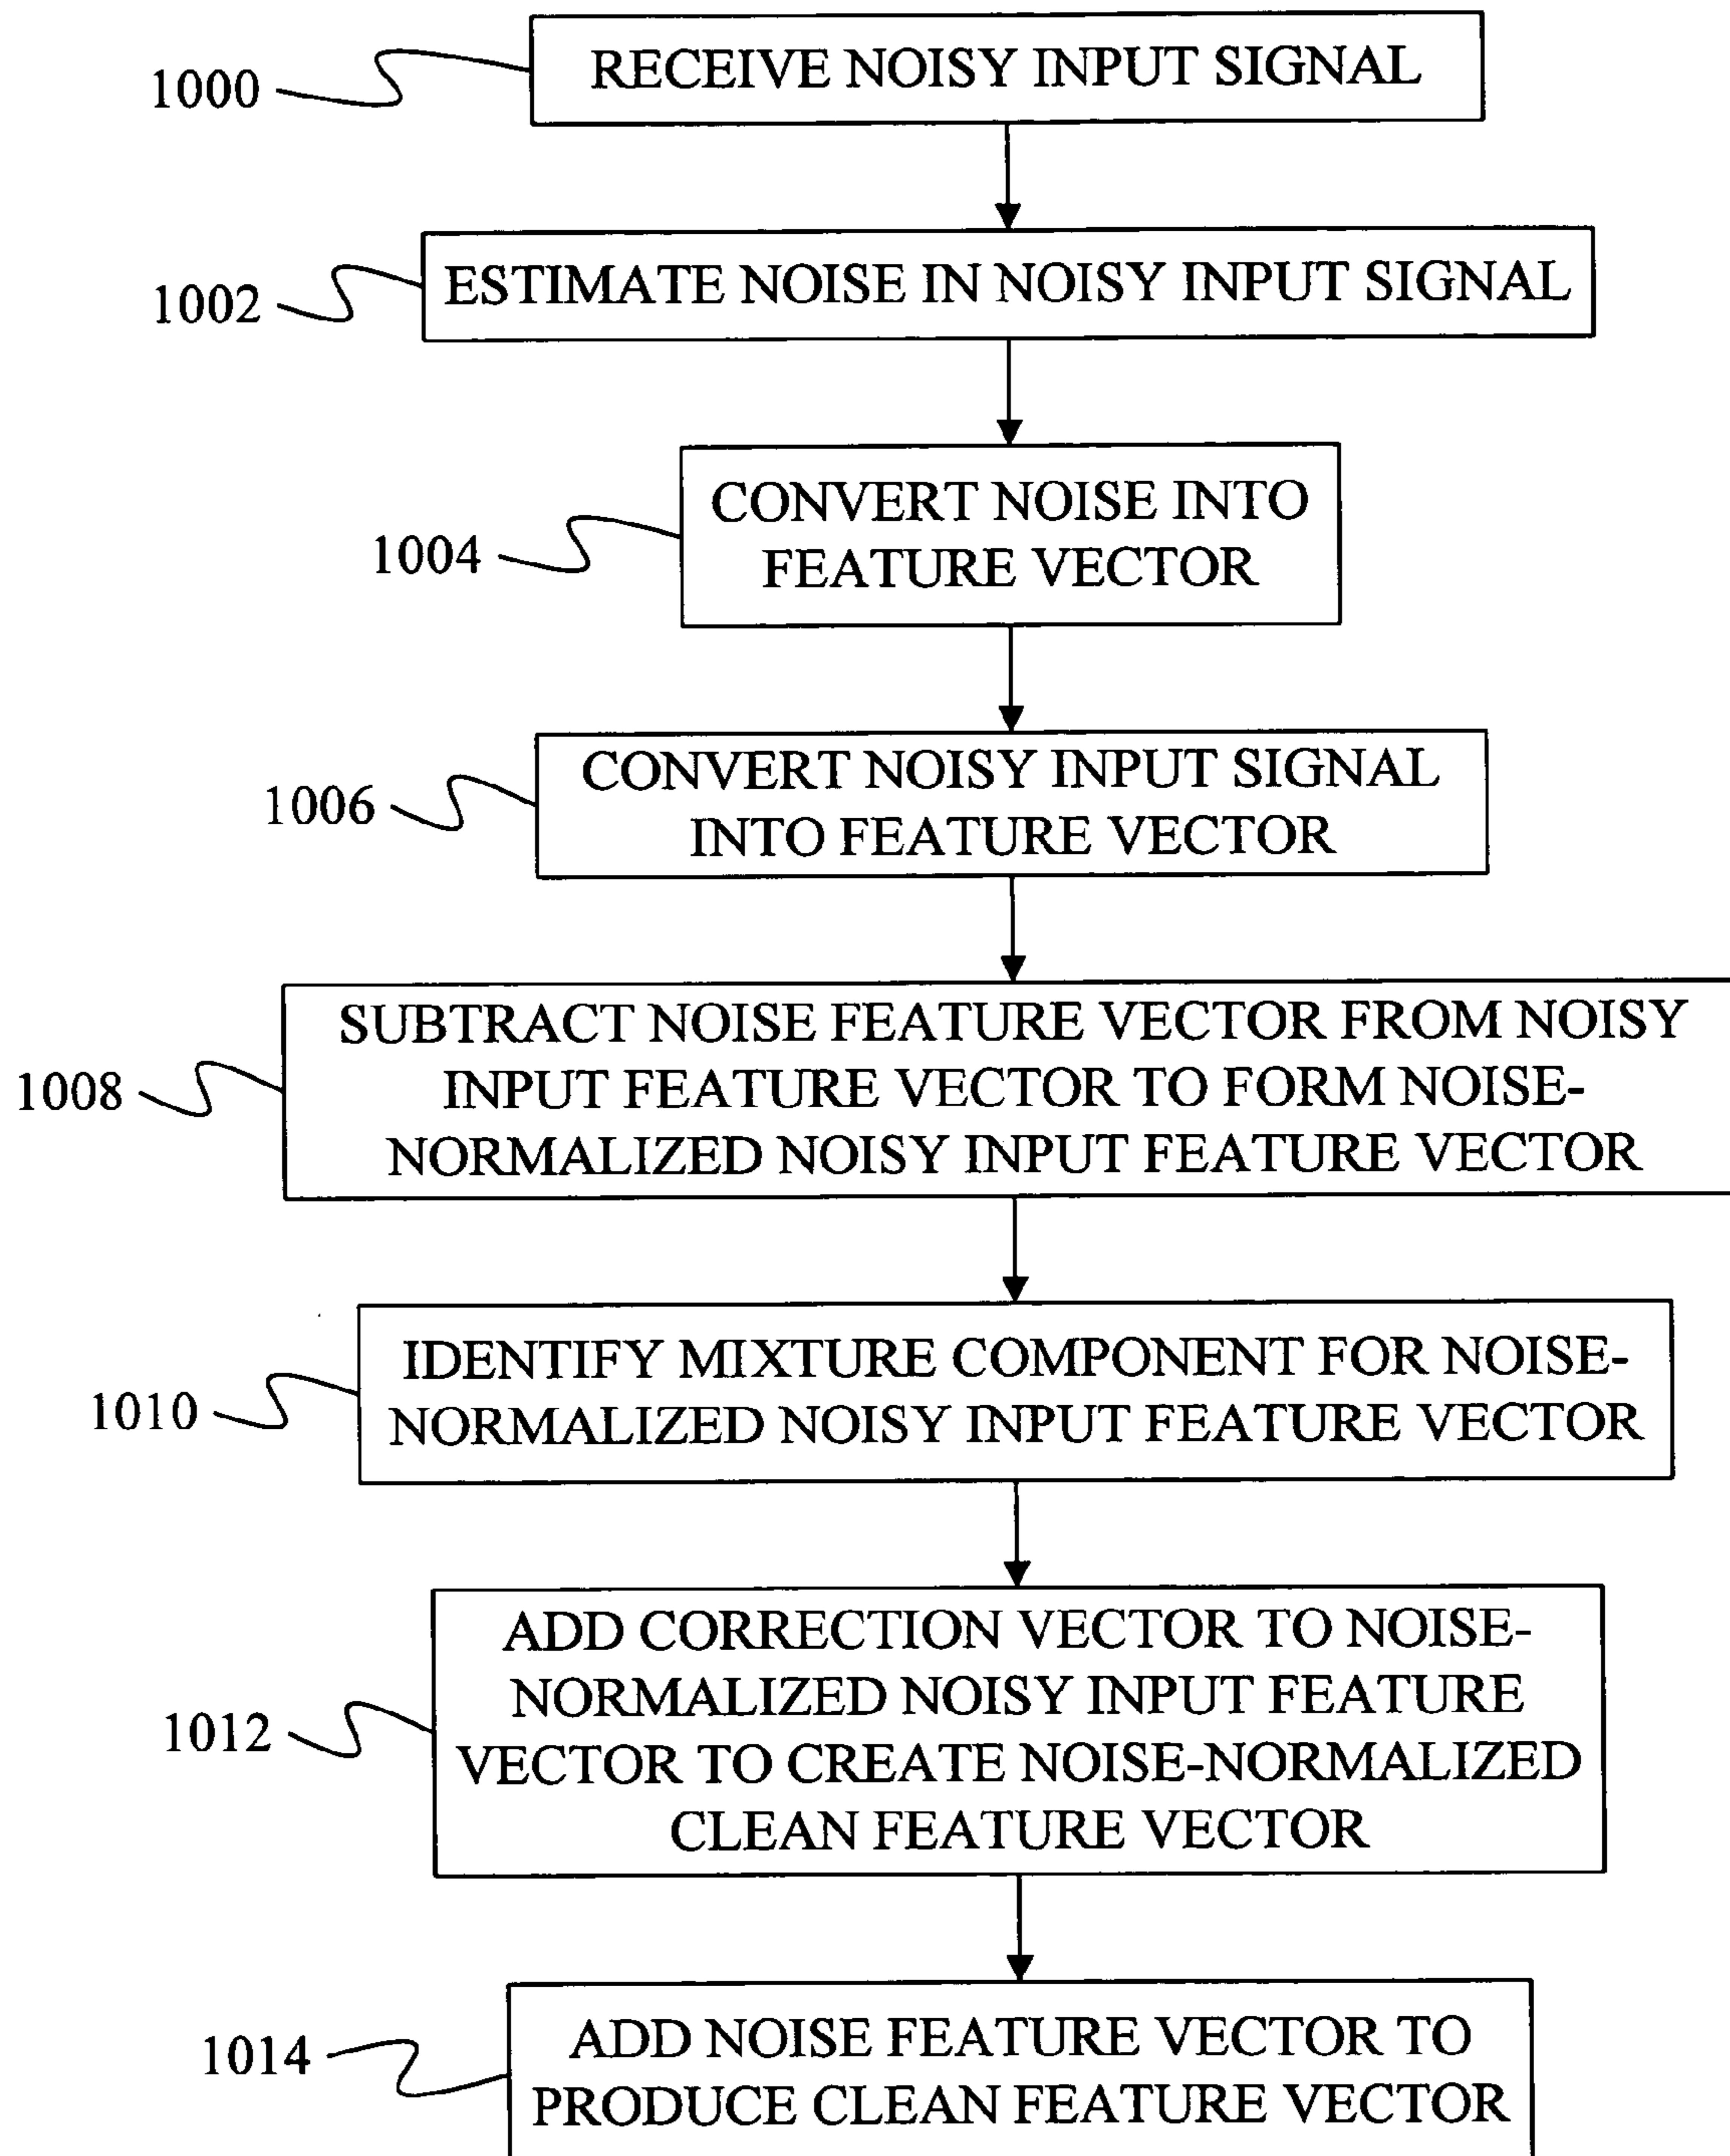 1000
RECEIVE NOISY INPUT SIGNAL
1002
ESTIMATE NOISE IN NOISY INPUT SIGNAL
1004
CONVERT NOISE INTO
FEATURE VECTOR
1006
CONVERT NOISY INPUT SIGNAL
INTO FEATURE VECTOR
1008
SUBTRACT NOISE FEATURE VECTOR FROM NOISY
INPUT FEATURE VECTOR TO FORM NOISE-
NORMALIZED NOISY INPUT FEATURE VECTOR
1010
IDENTIFY MIXTURE COMPONENT FOR NOISE-
NORMALIZED NOISY INPUT FEATURE VECTOR
1012
ADD CORRECTION VECTOR TO NOISE-
NORMALIZED NOISY INPUT FEATURE
VECTOR TO CREATE NOISE-NORMALIZED
CLEAN FEATURE VECTOR
1014
ADD NOISE FEATURE VECTOR TO
PRODUCE CLEAN FEATURE VECTOR